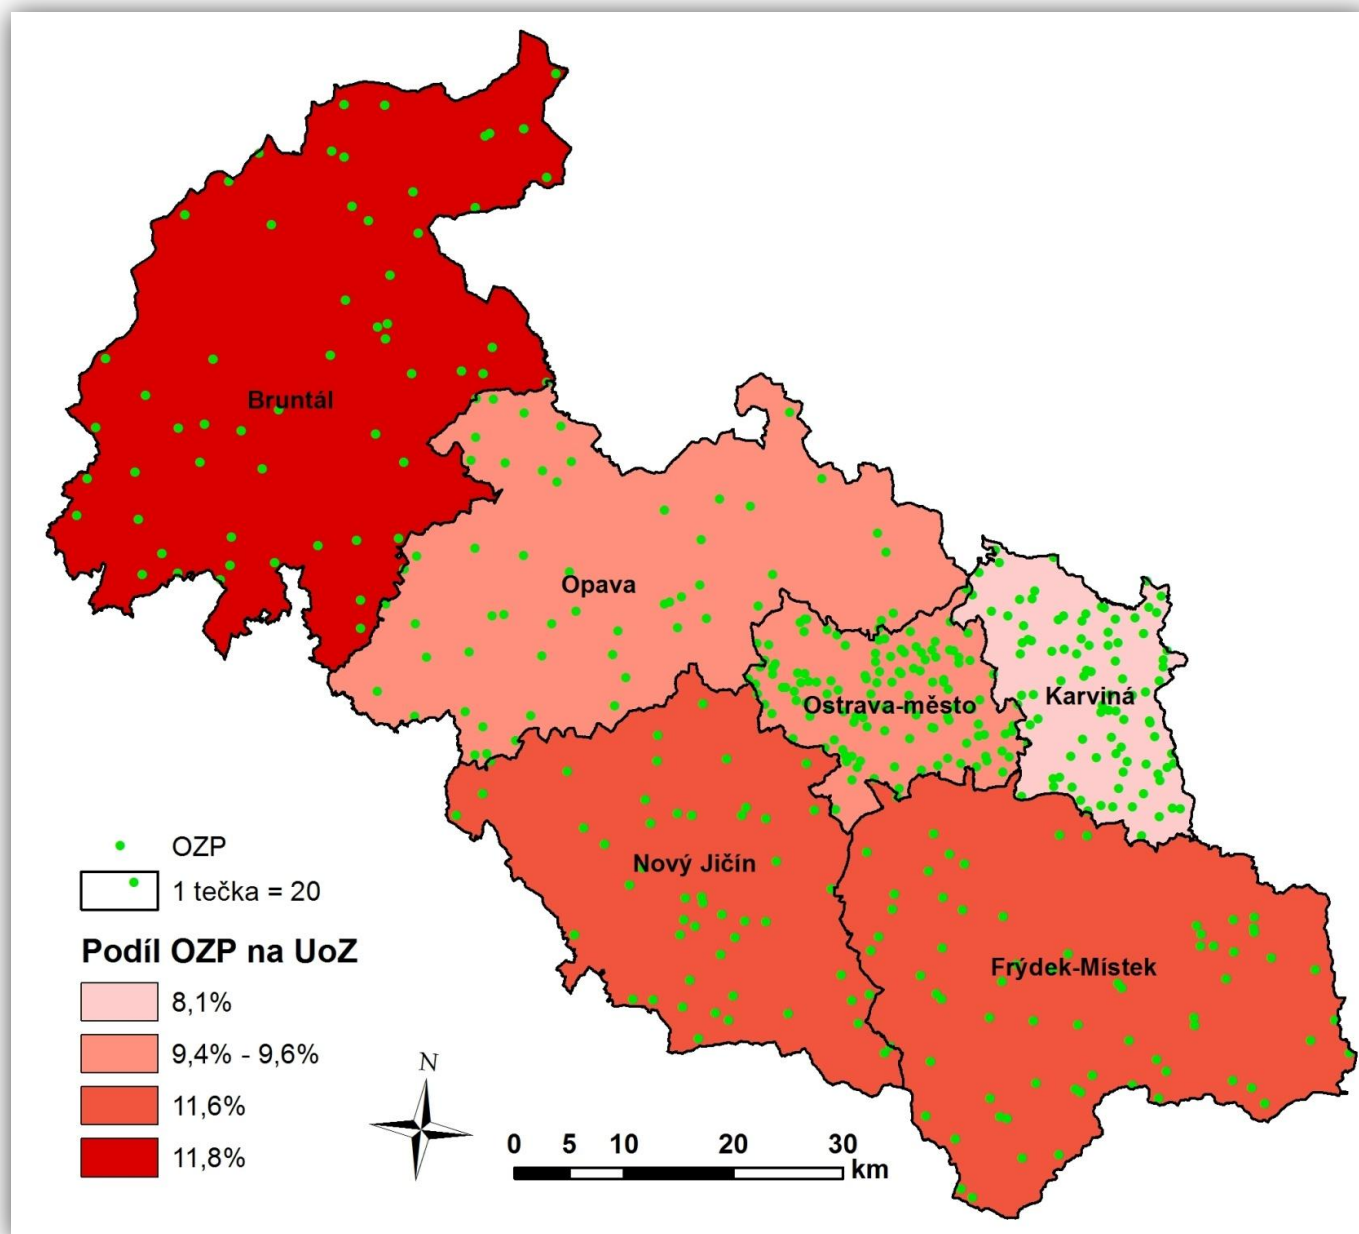 Bruntál
Opava
Ostrava-město
Karviná
Nový Jičín
Frýdek-Místek
OZP
1 tečka = 20
Podíl OZP na UoZ
8,1%
9,4% - 9,6%
11,6%
11,8%
N
0 5 10 20 30
km